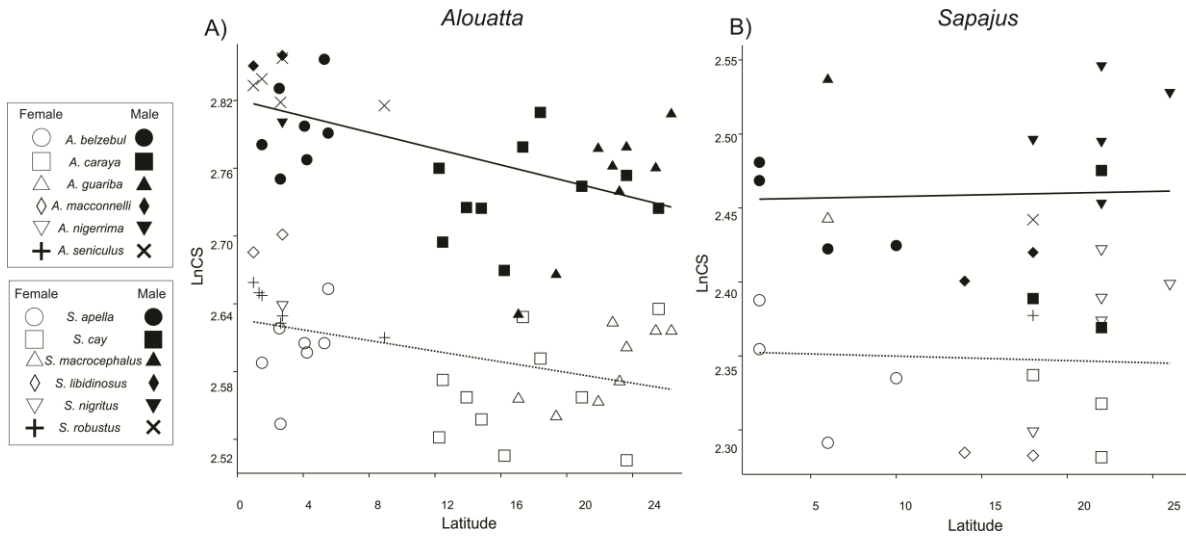 Alouatta
Sapajus
A)
B)
Female Male
A. belzebul
A. caraya
A. guariba
A. macconnelli
A. nigerrima
A. seniculus
Female Male
S. apella
S. cay
S. macrocephalus
S. libidinosus
S. nigritus
S. robustus
LnCS
2.82
2.76
2.70
2.64
2.58
2.52
0 4 8 12 16 20 24
Latitude
LnCS
2.55
2.50
2.45
2.40
2.35
2.30
5 10 15 20 25
Latitude